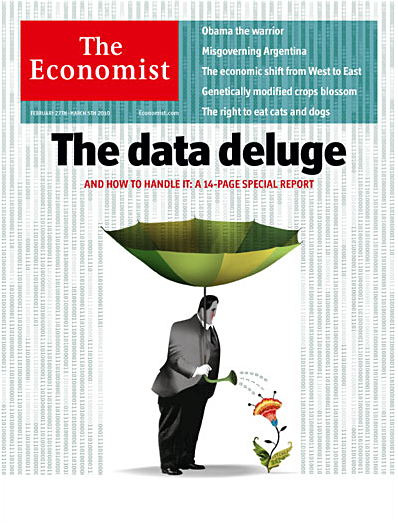 The
Economist
Obama the warrior
Misgoverning Argentina
The economic shift from West to East
Genetically modified crops blossom
The right to eat cats and dogs
FEBRUARY 27TH–MARCH 5TH 2010
Economist.com
The data deluge
AND HOW TO HANDLE IT: A 14-PAGE SPECIAL REPORT